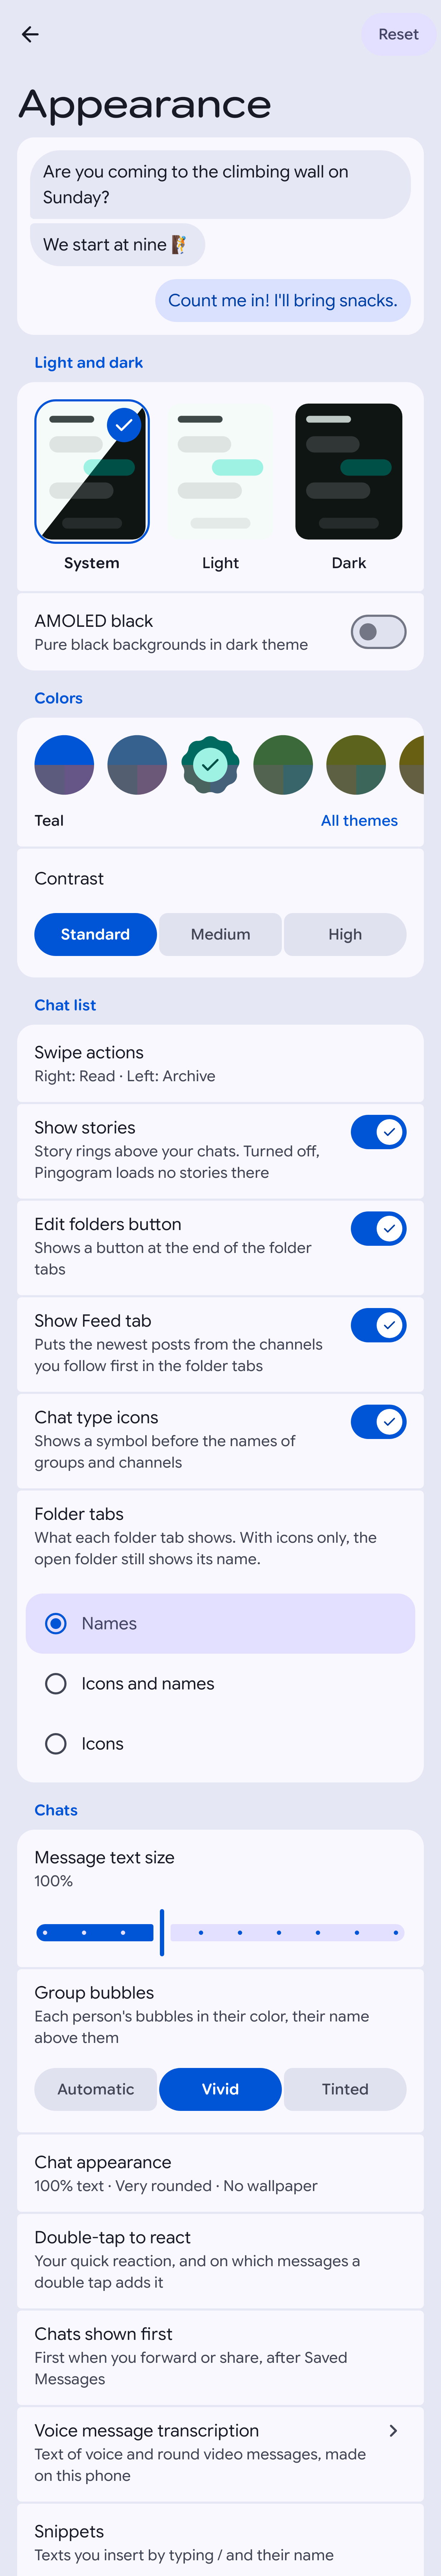 Reset
Appearance
Are you coming to the climbing wall on
Sunday?
We start at nine 🧗
Count me in! I'll bring snacks.
Light and dark
System
Light
Dark
AMOLED black
Pure black backgrounds in dark theme
Colors
Teal
All themes
Contrast
Standard
Medium
High
Chat list
Swipe actions
Right: Read · Left: Archive
Show stories
Story rings above your chats. Turned off,
Pingogram loads no stories there
Edit folders button
Shows a button at the end of the folder
tabs
Show Feed tab
Puts the newest posts from the channels
you follow first in the folder tabs
Chat type icons
Shows a symbol before the names of
groups and channels
Folder tabs
What each folder tab shows. With icons only, the
open folder still shows its name.
Names
Icons and names
Icons
Chats
Message text size
100%
Group bubbles
Each person's bubbles in their color, their name
above them
Automatic
Vivid
Tinted
Chat appearance
100% text · Very rounded · No wallpaper
Double-tap to react
Your quick reaction, and on which messages a
double tap adds it
Chats shown first
First when you forward or share, after Saved
Messages
Voice message transcription
Text of voice and round video messages, made
on this phone
Snippets
Texts you insert by typing / and their name